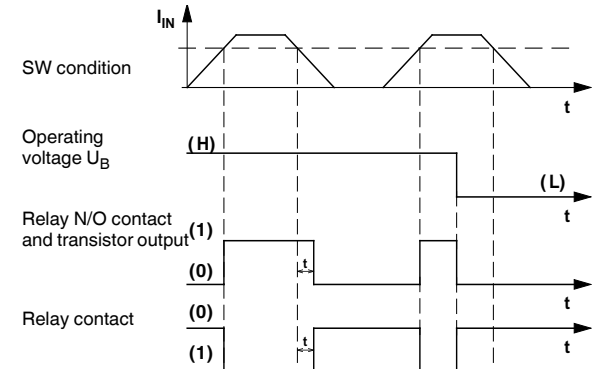 I_IN
SW condition
t
Operating
voltage U_B
(H)
(L)
t
Relay N/O contact
and transistor output
(1)
t
(0)
t
Relay contact
(0)
t
t
(1)